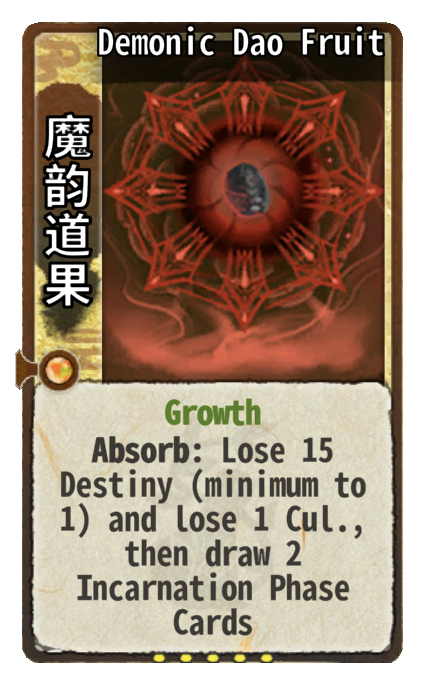 Demonic Dao Fruit
魔韵道果
Growth
Absorb: Lose 15
Destiny (minimum to
1) and lose 1 Cul.,
then draw 2
Incarnation Phase
Cards